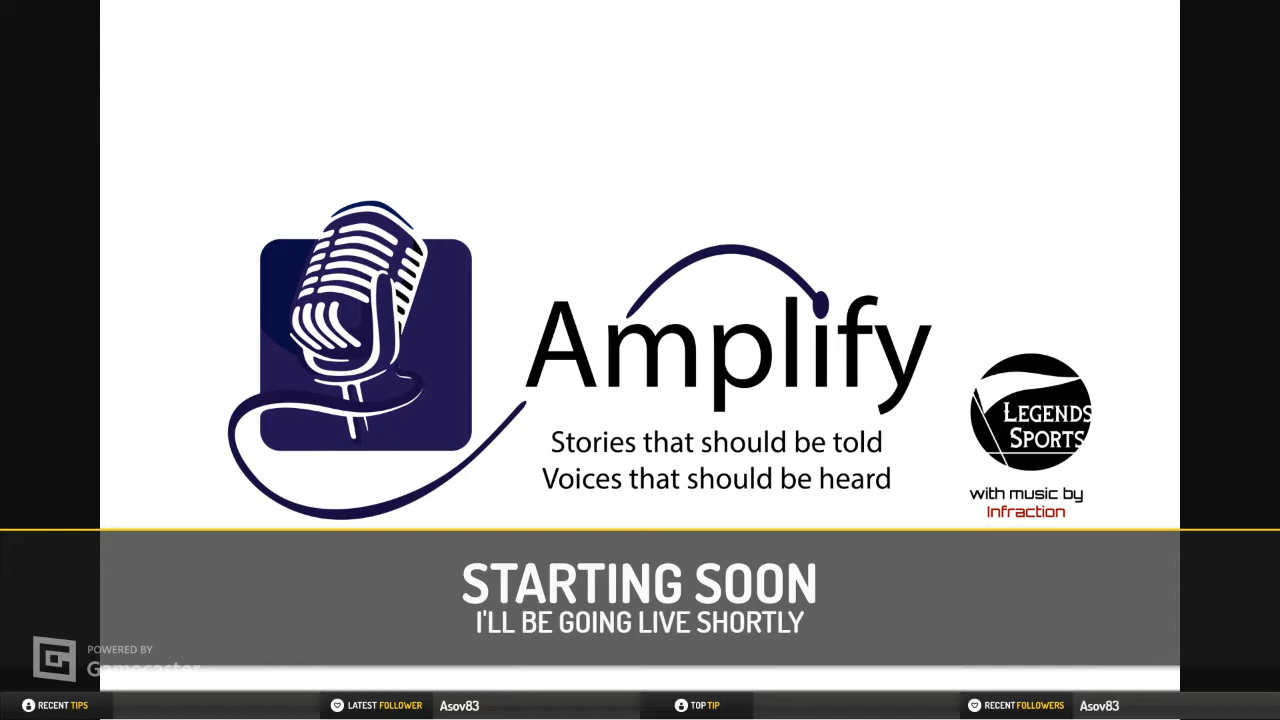 Amplify
Stories that should be told
Voices that should be heard
LEGENDS
SPORTS
with music by
Infraction
STARTING SOON
I'LL BE GOING LIVE SHORTLY
POWERED BY
Gamecaster
RECENT TIPS
LATEST FOLLOWER Asov83
TOP TIP
RECENT FOLLOWERS Asov83